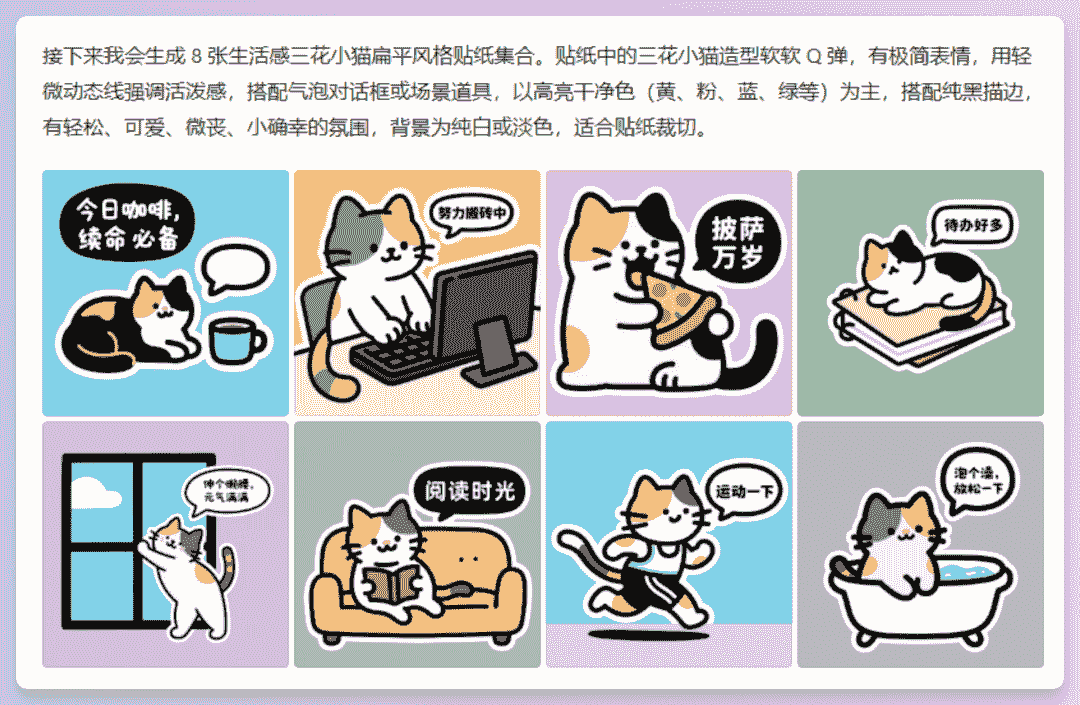 接下来我会生成 8 张生活感三花小猫扁平风格贴纸集合。贴纸中的三花小猫造型软软 Q 弹，有极简表情，用轻
微动态线强调活泼感，搭配气泡对话框或场景道具，以高亮干净色（黄、粉、蓝、绿等）为主，搭配纯黑描边，
有轻松、可爱、微丧、小确幸的氛围，背景为纯白或淡色，适合贴纸裁切。
今日咖啡，
续命必备
努力搬砖中
披萨
万岁
待办好多
伸个懒腰，
元气满满
阅读时光
运动一下
泡个澡，
放松一下